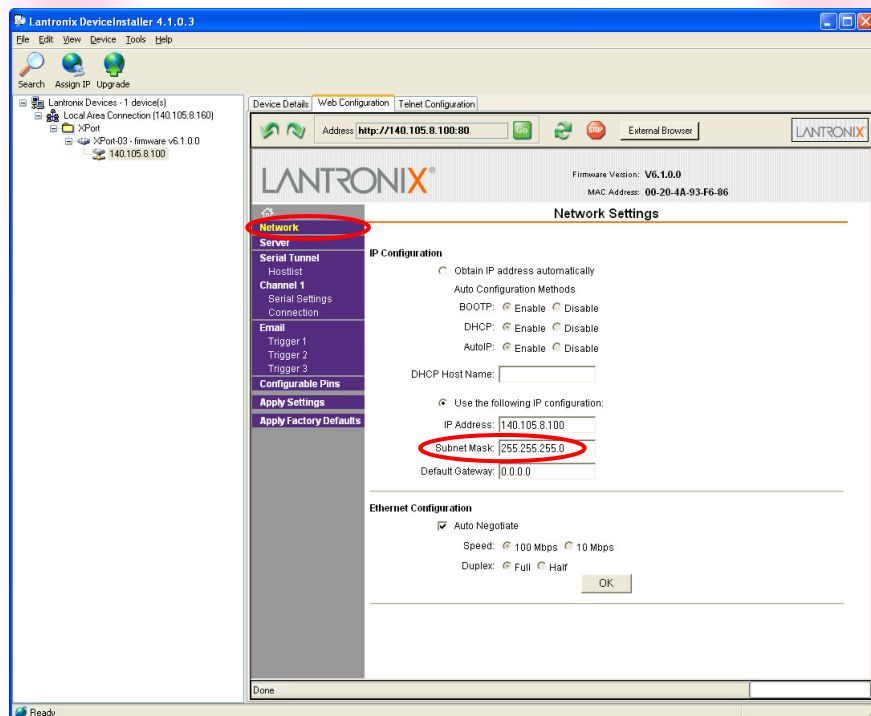 Lantronix DeviceInstaller 4.1.0.3
File Edit View Device Tools Help
Search Assign IP Upgrade
Lantronix Devices - 1 device(s)
Local Area Connection (140.105.8.160)
XPort
XPort-03 - firmware v6.1.0.0
140.105.8.100
Device Details Web Configuration Telnet Configuration
Address http://140.105.8.100:80 Go STOP External Browser LANTRONIX®
LANTRONIX®
Firmware Version: V6.1.0.0
MAC Address: 00-20-4A-93-F6-86
Network
Server
Serial Tunnel
Hostlist
Channel 1
Serial Settings
Connection
Email
Trigger 1
Trigger 2
Trigger 3
Configurable Pins
Apply Settings
Apply Factory Defaults
Network Settings
IP Configuration
Obtain IP address automatically
Auto Configuration Methods
BOOTP: Enable Disable
DHCP: Enable Disable
AutoIP: Enable Disable
DHCP Host Name:
Use the following IP configuration:
IP Address: 140.105.8.100
Subnet Mask: 255.255.255.0
Default Gateway: 0.0.0.0
Ethernet Configuration
Auto Negotiate
Speed: 100 Mbps 10 Mbps
Duplex: Full Half
OK
Done
Ready